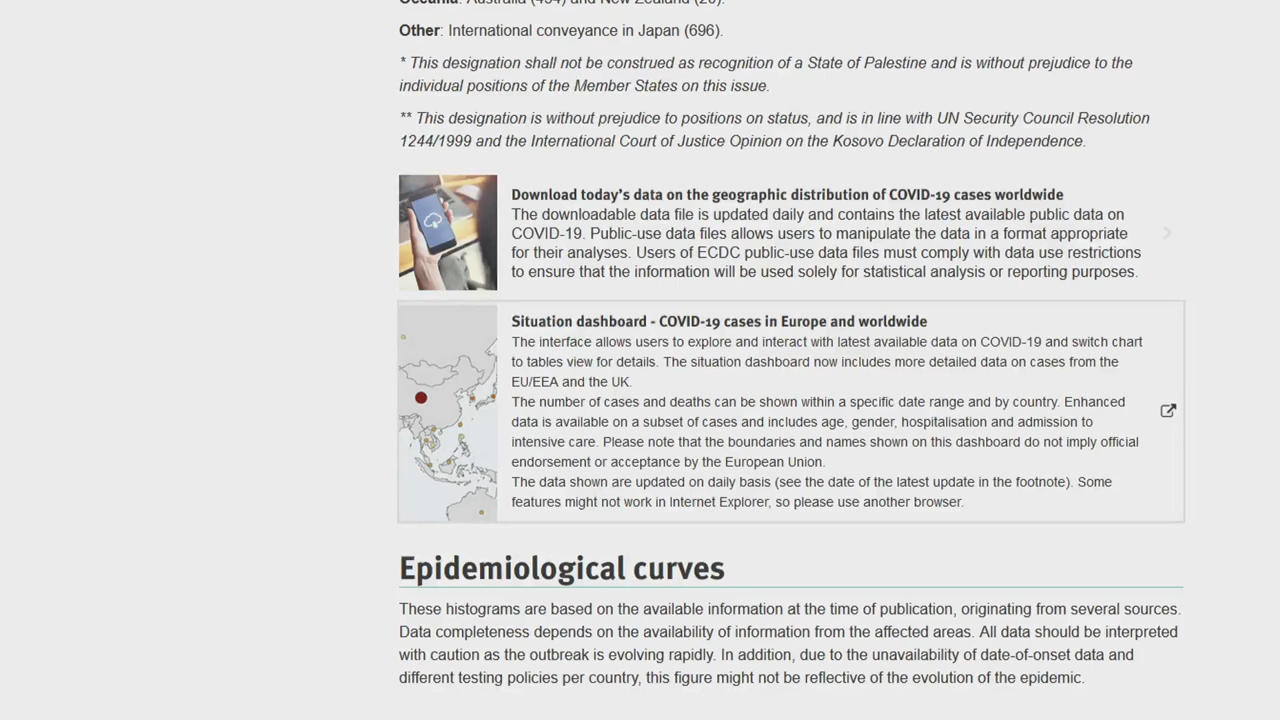 Oceania: Australia (454) and New Zealand (20).
Other: International conveyance in Japan (696).
* This designation shall not be construed as recognition of a State of Palestine and is without prejudice to the
individual positions of the Member States on this issue.
** This designation is without prejudice to positions on status, and is in line with UN Security Council Resolution
1244/1999 and the International Court of Justice Opinion on the Kosovo Declaration of Independence.
Download today's data on the geographic distribution of COVID-19 cases worldwide
The downloadable data file is updated daily and contains the latest available public data on
COVID-19. Public-use data files allows users to manipulate the data in a format appropriate
for their analyses. Users of ECDC public-use data files must comply with data use restrictions
to ensure that the information will be used solely for statistical analysis or reporting purposes.
Situation dashboard - COVID-19 cases in Europe and worldwide
The interface allows users to explore and interact with latest available data on COVID-19 and switch chart
to tables view for details. The situation dashboard now includes more detailed data on cases from the
EU/EEA and the UK.
The number of cases and deaths can be shown within a specific date range and by country. Enhanced
data is available on a subset of cases and includes age, gender, hospitalisation and admission to
intensive care. Please note that the boundaries and names shown on this dashboard do not imply official
endorsement or acceptance by the European Union.
The data shown are updated on daily basis (see the date of the latest update in the footnote). Some
features might not work in Internet Explorer, so please use another browser.
Epidemiological curves
These histograms are based on the available information at the time of publication, originating from several sources.
Data completeness depends on the availability of information from the affected areas. All data should be interpreted
with caution as the outbreak is evolving rapidly. In addition, due to the unavailability of date-of-onset data and
different testing policies per country, this figure might not be reflective of the evolution of the epidemic.